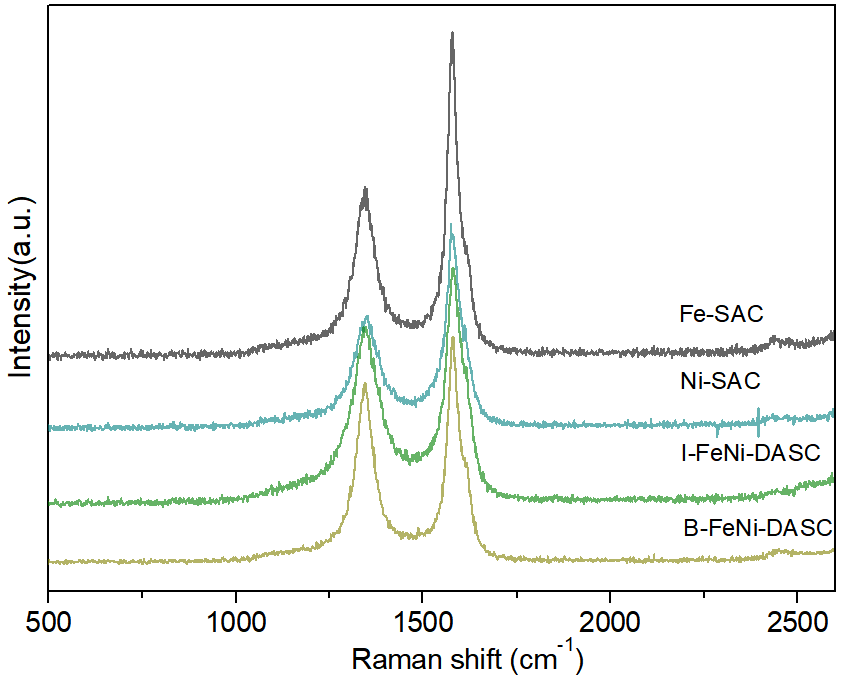 Intensity(a.u.)
Fe-SAC
Ni-SAC
I-FeNi-DASC
B-FeNi-DASC
500 1000 1500 2000 2500
Raman shift (cm⁻¹)